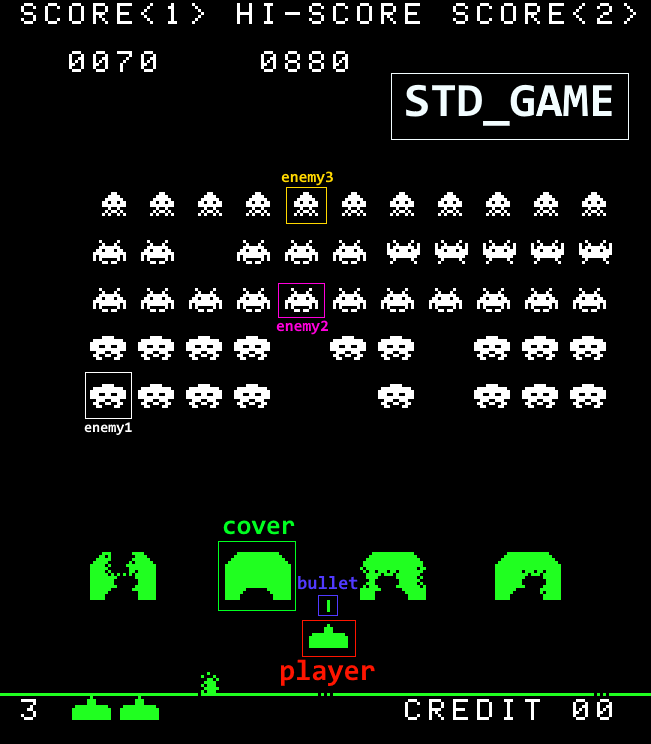 SCORE<1> HI-SCORE SCORE<2>
0070 0880
STD_GAME
enemy3
enemy2
enemy1
cover
bullet
player
3 CREDIT 00